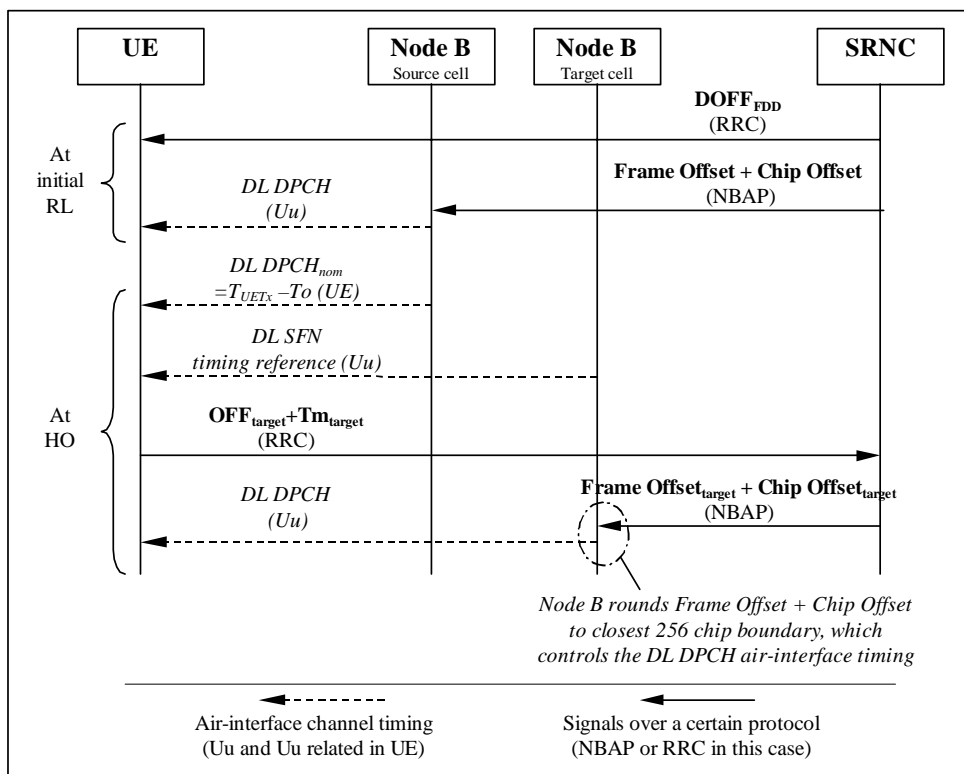 UE
Node B
Source cell
Node B
Target cell
SRNC
DOFF_FDD
(RRC)
At
initial
RL
Frame Offset + Chip Offset
(NBAP)
DL DPCH
(Uu)
DL DPCH_nom
=T_UETx –To (UE)
DL SFN
timing reference (Uu)
At
HO
OFF_target+Tm_target
(RRC)
Frame Offset_target + Chip Offset_target
(NBAP)
DL DPCH
(Uu)
Node B rounds Frame Offset + Chip Offset
to closest 256 chip boundary, which
controls the DL DPCH air-interface timing
Air-interface channel timing
(Uu and Uu related in UE)
Signals over a certain protocol
(NBAP or RRC in this case)